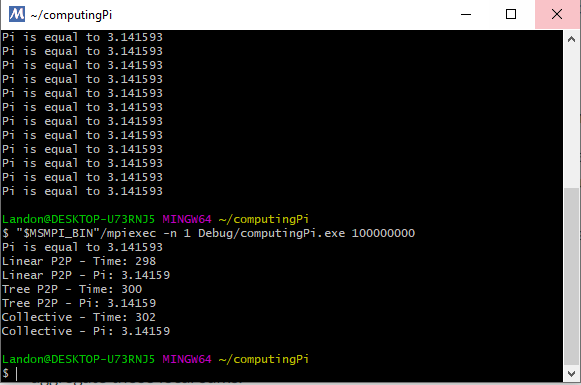 ~/computingPi
Pi is equal to 3.141593
Pi is equal to 3.141593
Pi is equal to 3.141593
Pi is equal to 3.141593
Pi is equal to 3.141593
Pi is equal to 3.141593
Pi is equal to 3.141593
Pi is equal to 3.141593
Pi is equal to 3.141593
Pi is equal to 3.141593
Pi is equal to 3.141593
Pi is equal to 3.141593
Landon@DESKTOP-U73RNJ5 MINGW64 ~/computingPi
$ "$MSMPI_BIN"/mpiexec -n 1 Debug/computingPi.exe 100000000
Pi is equal to 3.141593
Linear P2P - Time: 298
Linear P2P - Pi: 3.14159
Tree P2P - Time: 300
Tree P2P - Pi: 3.14159
Collective - Time: 302
Collective - Pi: 3.14159
Landon@DESKTOP-U73RNJ5 MINGW64 ~/computingPi
$